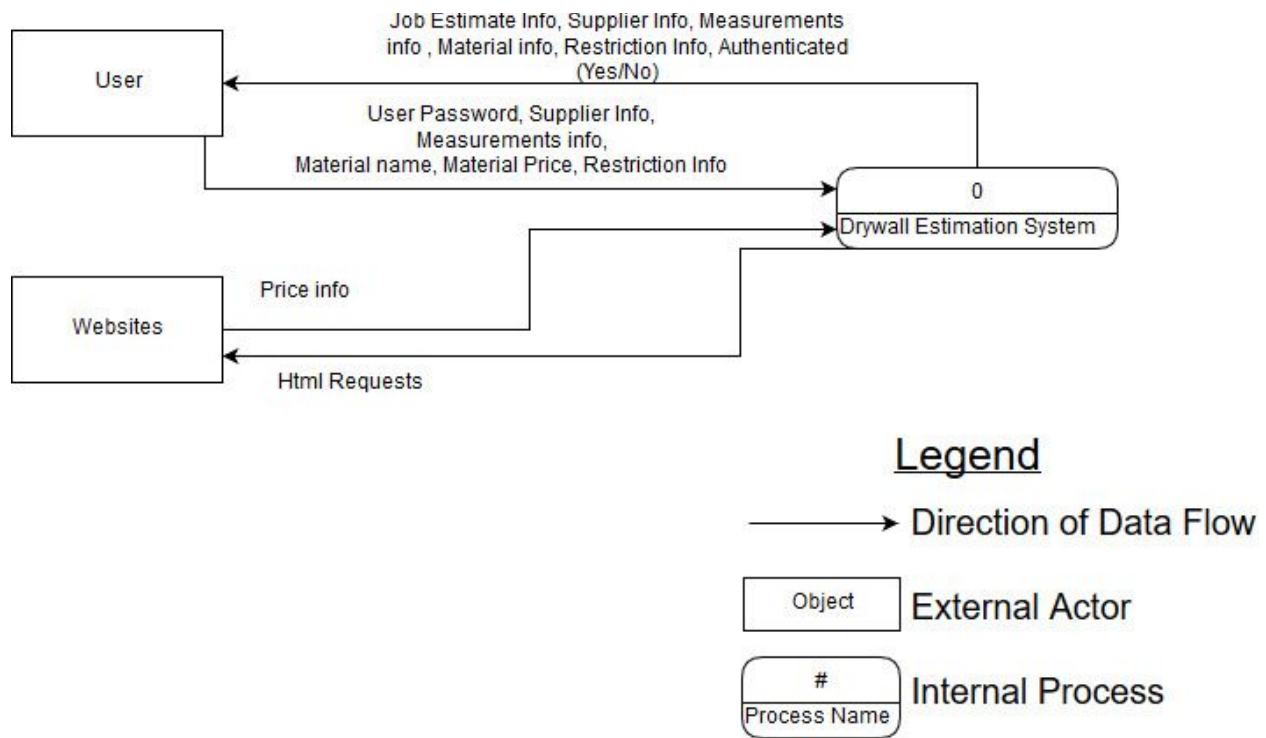 Job Estimate Info, Supplier Info, Measurements
info , Material info, Restriction Info, Authenticated
(Yes/No)
User
User Password, Supplier Info,
Measurements info,
Material name, Material Price, Restriction Info
0
Drywall Estimation System
Price info
Websites
Html Requests
Legend
Direction of Data Flow
Object
External Actor
#
Process Name
Internal Process